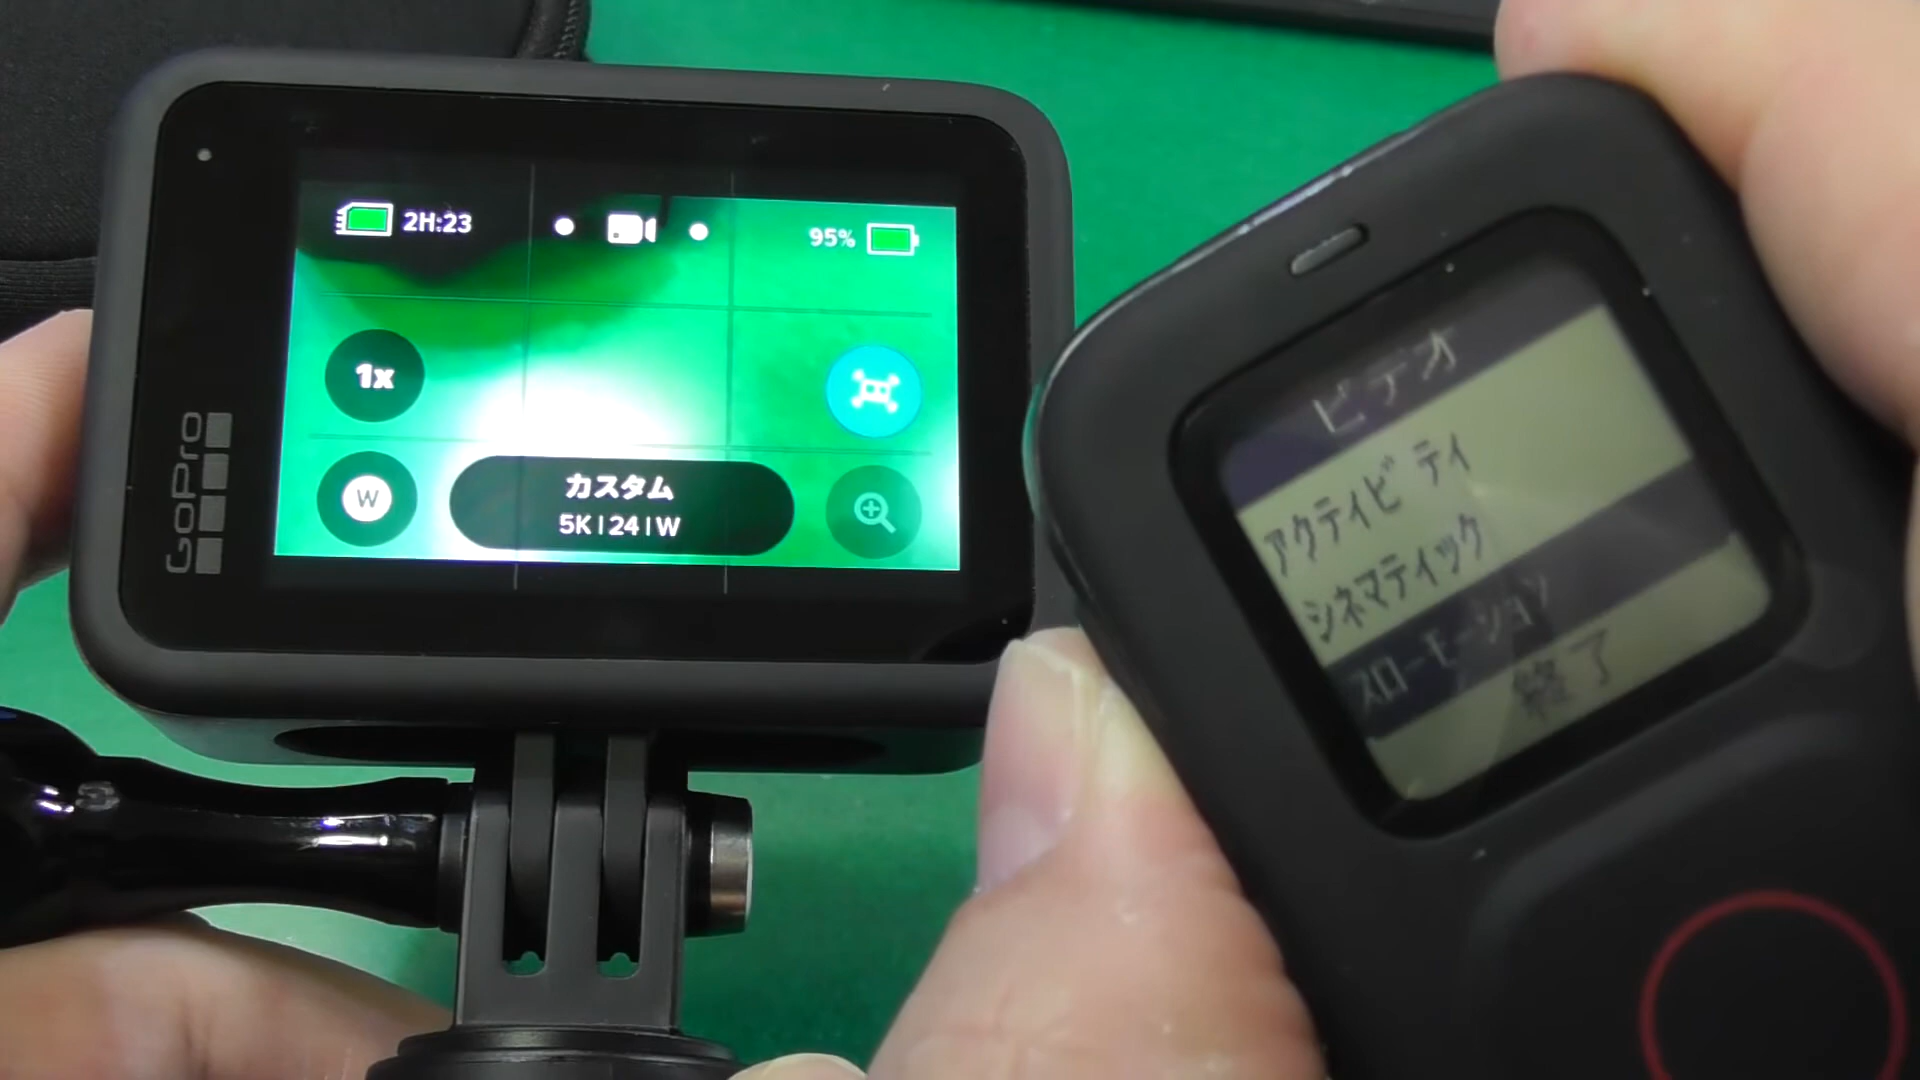 2H:23
95%
1x
W
カスタム
5K|24|W
GoPro
ビデオ
アクティビティ
シネマティック
スローモーション
終了